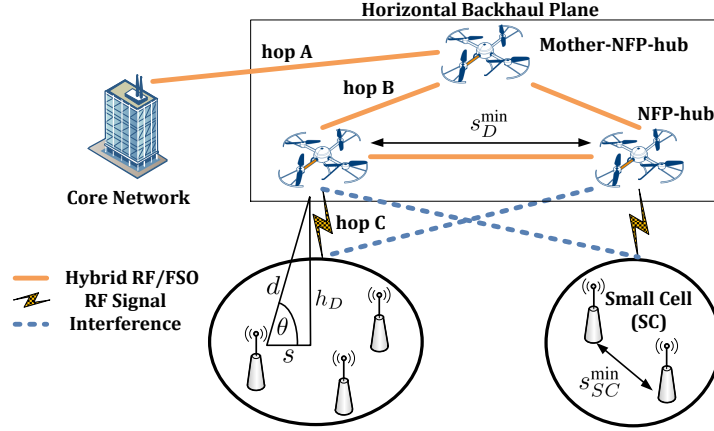 Horizontal Backhaul Plane
hop A
Mother-NFP-hub
hop B
NFP-hub
s_D^min
Core Network
hop C
Hybrid RF/FSO
RF Signal
Interference
d
h_D
θ
s
Small Cell
(SC)
s_SC^min